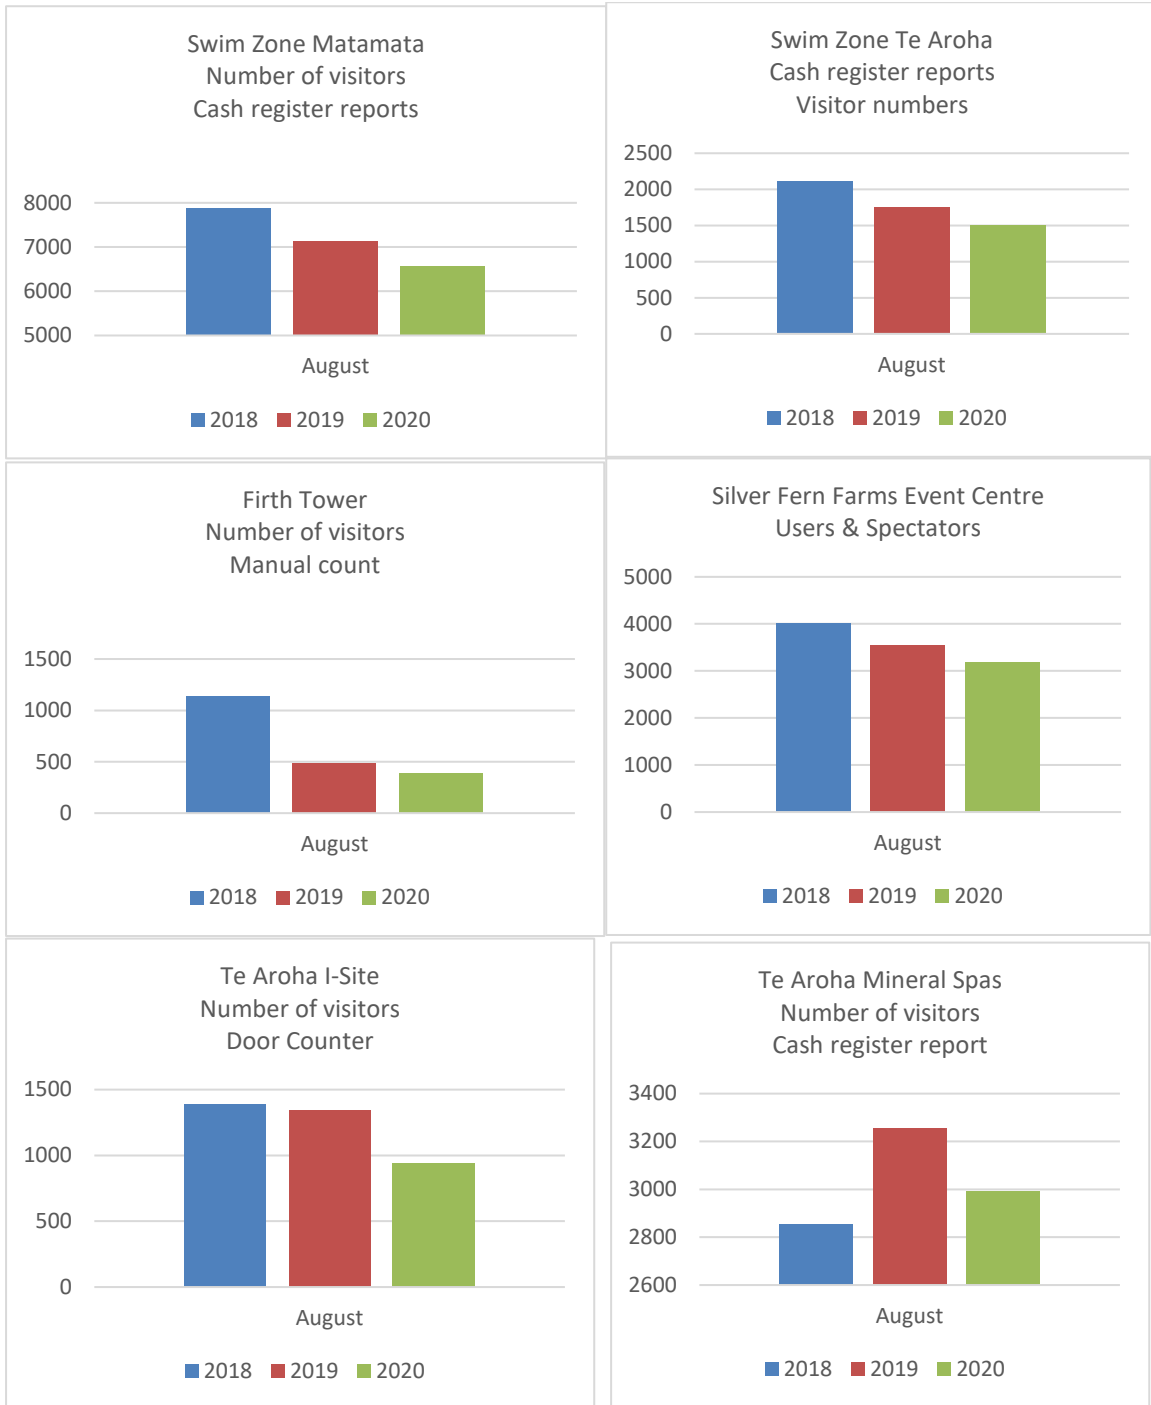 Swim Zone Matamata
Number of visitors
Cash register reports
8000
7000
6000
5000
August
2018 2019 2020
Swim Zone Te Aroha
Cash register reports
Visitor numbers
2500
2000
1500
1000
500
0
August
2018 2019 2020
Firth Tower
Number of visitors
Manual count
1500
1000
500
0
August
2018 2019 2020
Silver Fern Farms Event Centre
Users & Spectators
5000
4000
3000
2000
1000
0
August
2018 2019 2020
Te Aroha I-Site
Number of visitors
Door Counter
1500
1000
500
0
August
2018 2019 2020
Te Aroha Mineral Spas
Number of visitors
Cash register report
3400
3200
3000
2800
2600
August
2018 2019 2020